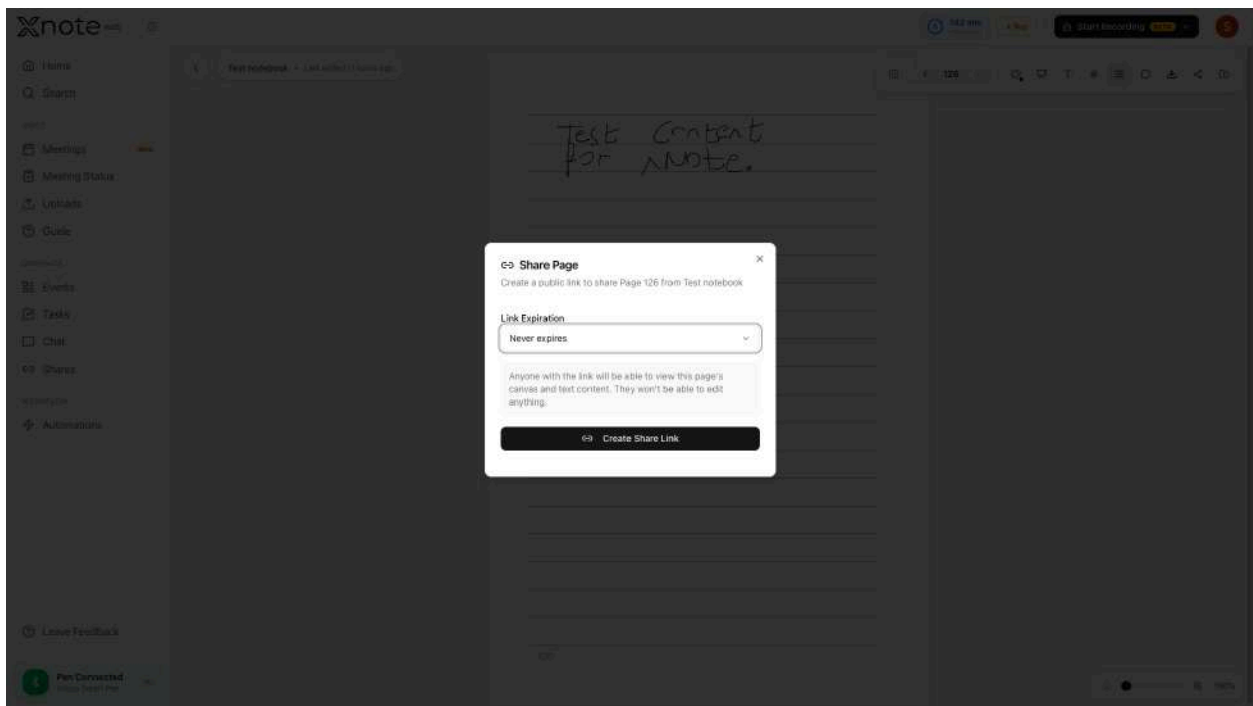 Xnote
Start Recording
Home
Test notebook
126
Search
Meetings
Meeting Status
Uploads
Guide
Events
Tasks
Chat
Shares
Automations
Test Content
For XNote.
Share Page
Create a public link to share Page 126 from Test notebook
Link Expiration
Never expires
Anyone with the link will be able to view this page's
canvas and text content. They won't be able to edit
anything.
Create Share Link
Leave Feedback
Pen Connected